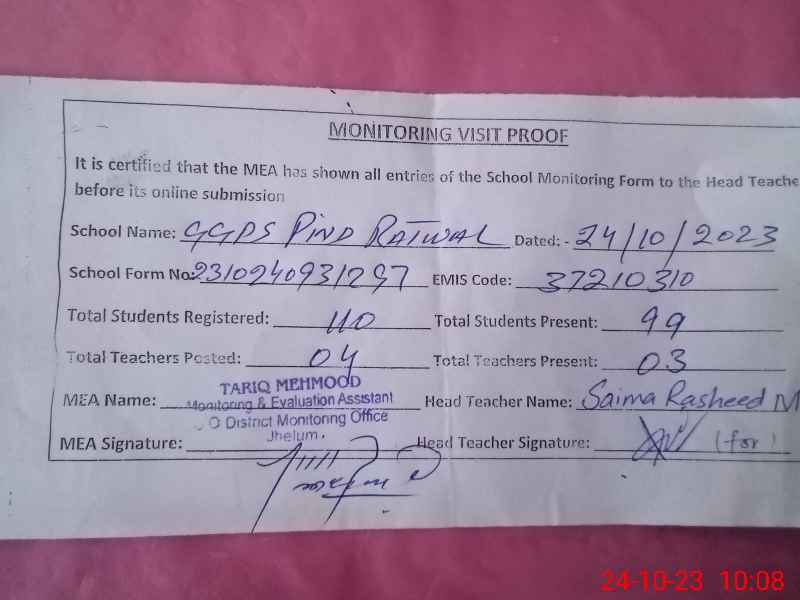 MONITORING VISIT PROOF
It is certified that the MEA has shown all entries of the School Monitoring Form to the Head Teache
before its online submission
School Name: GGPS PIND RATWAL Dated: - 24/10/2023
School Form No: 2310240931297 EMIS Code: 37210310
Total Students Registered: 110 Total Students Present: 99
Total Teachers Posted: 04 Total Teachers Present: 03
MEA Name: TARIQ MEHMOOD Head Teacher Name: Saima Rasheed M
Monitoring & Evaluation Assistant
O District Monitoring Office
Jhelum.
MEA Signature: Head Teacher Signature: (for)
24-10-23 10:08